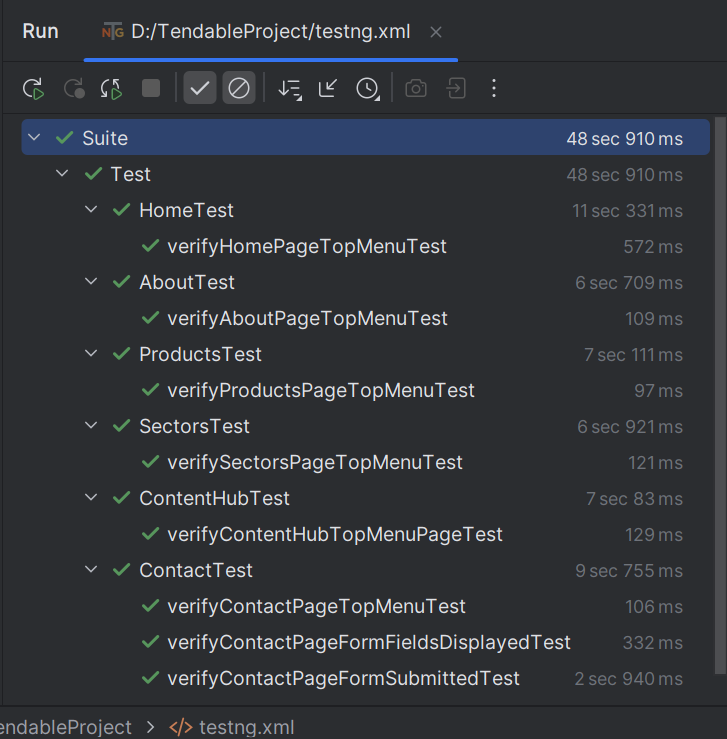 Run NTG D:/TendableProject/testng.xml
Suite 48 sec 910 ms
Test 48 sec 910 ms
HomeTest 11 sec 331 ms
verifyHomePageTopMenuTest 572 ms
AboutTest 6 sec 709 ms
verifyAboutPageTopMenuTest 109 ms
ProductsTest 7 sec 111 ms
verifyProductsPageTopMenuTest 97 ms
SectorsTest 6 sec 921 ms
verifySectorsPageTopMenuTest 121 ms
ContentHubTest 7 sec 83 ms
verifyContentHubTopMenuPageTest 129 ms
ContactTest 9 sec 755 ms
verifyContactPageTopMenuTest 106 ms
verifyContactPageFormFieldsDisplayedTest 332 ms
verifyContactPageFormSubmittedTest 2 sec 940 ms
endableProject > </> testng.xml